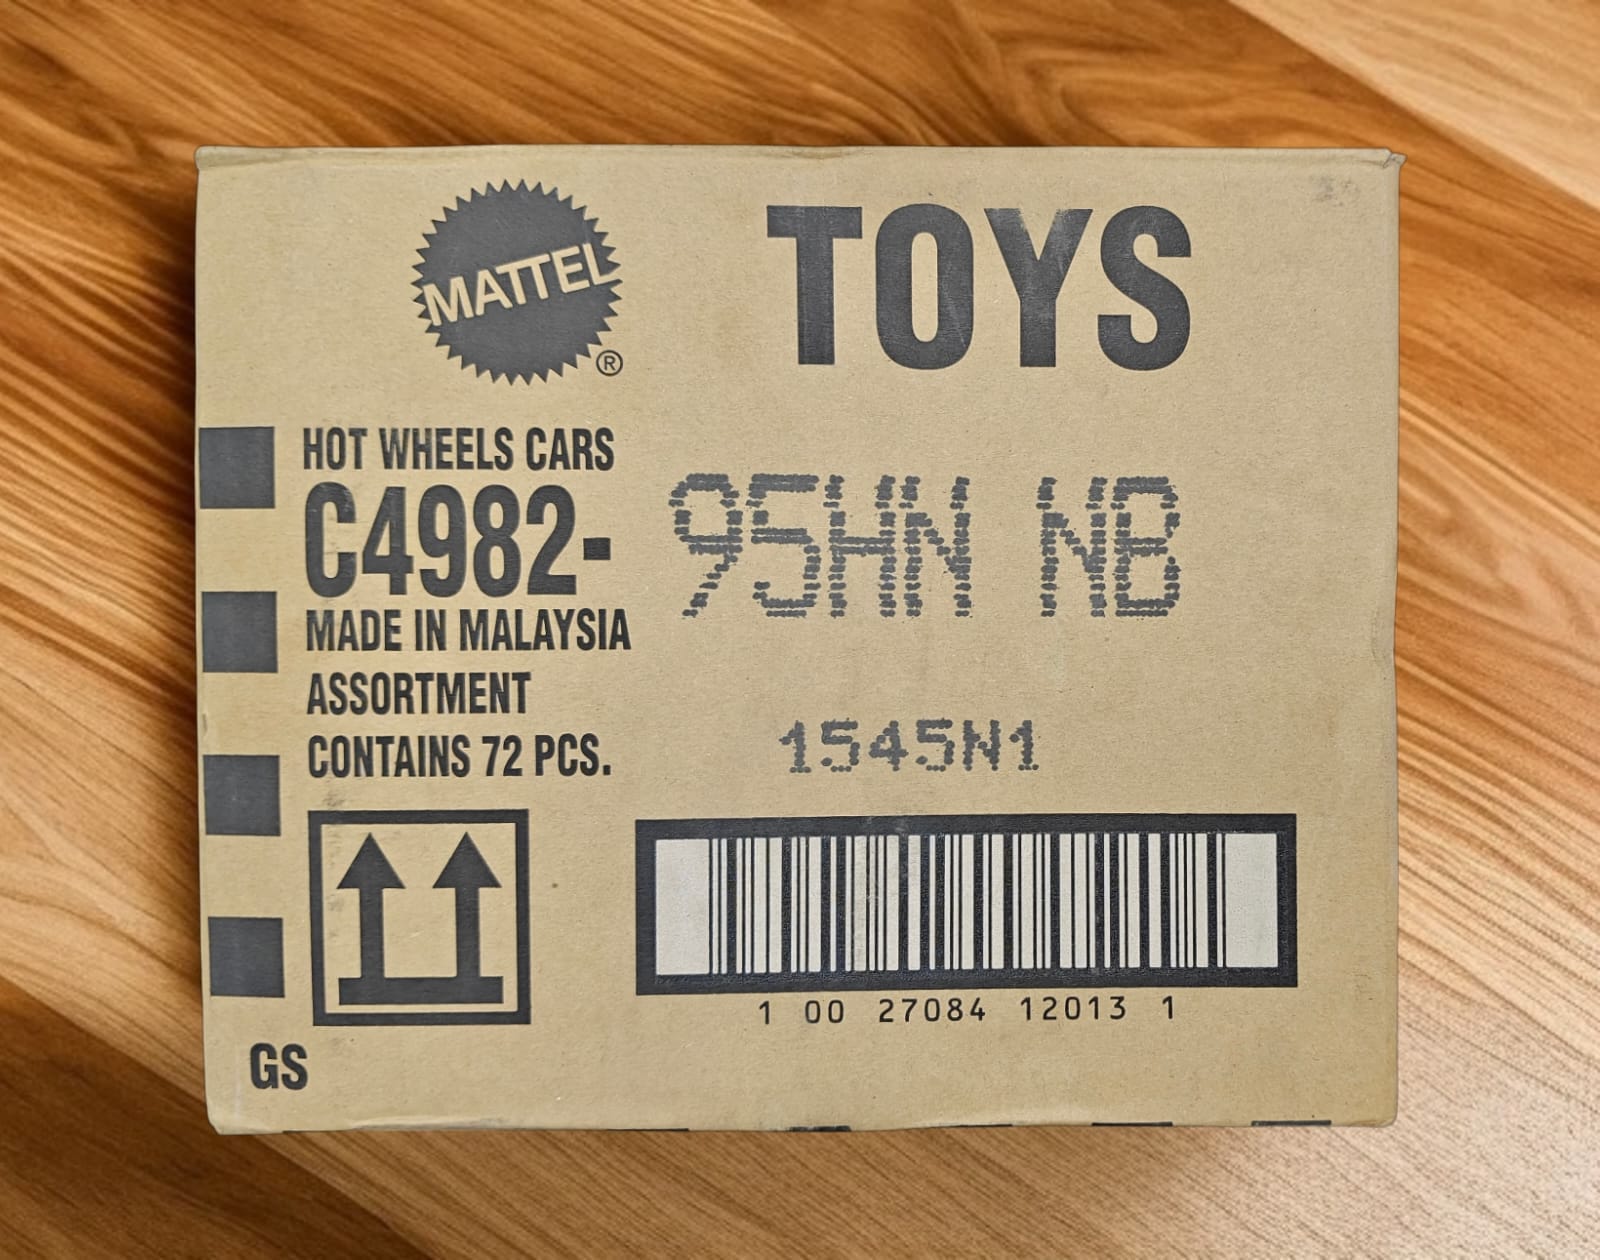 MATTEL
®
TOYS
HOT WHEELS CARS
C4982-
95HN NB
MADE IN MALAYSIA
ASSORTMENT
CONTAINS 72 PCS.
1545N1
1 00 27084 12013 1
GS